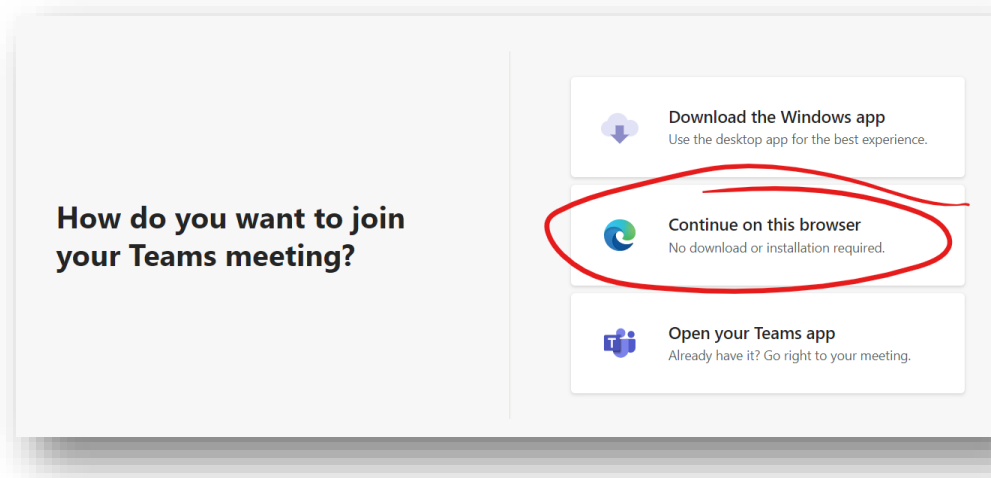 How do you want to join
your Teams meeting?
Download the Windows app
Use the desktop app for the best experience.
Continue on this browser
No download or installation required.
T
Open your Teams app
Already have it? Go right to your meeting.